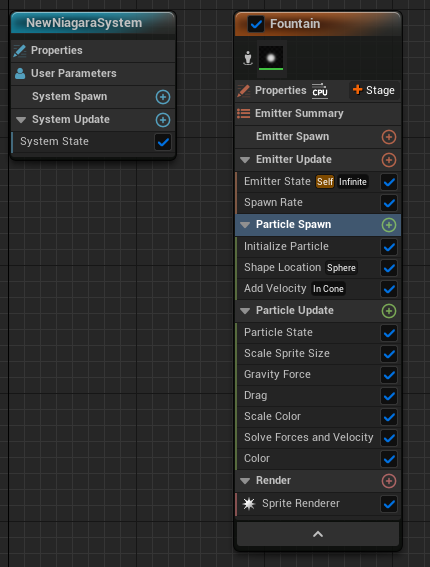 NewNiagaraSystem
Properties
User Parameters
System Spawn
System Update
System State
Fountain
Properties CPU Stage
Emitter Summary
Emitter Spawn
Emitter Update
Emitter State Self Infinite
Spawn Rate
Particle Spawn
Initialize Particle
Shape Location Sphere
Add Velocity In Cone
Particle Update
Particle State
Scale Sprite Size
Gravity Force
Drag
Scale Color
Solve Forces and Velocity
Color
Render
Sprite Renderer